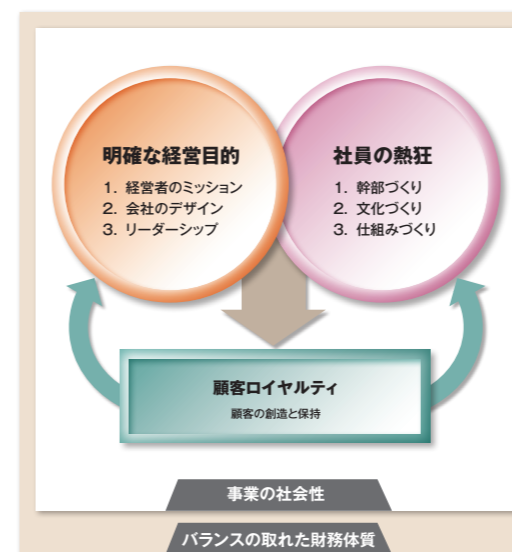 明確な経営目的
1. 経営者のミッション
2. 会社のデザイン
3. リーダーシップ
社員の熱狂
1. 幹部づくり
2. 文化づくり
3. 仕組みづくり
顧客ロイヤルティ
顧客の創造と保持
事業の社会性
バランスの取れた財務体質